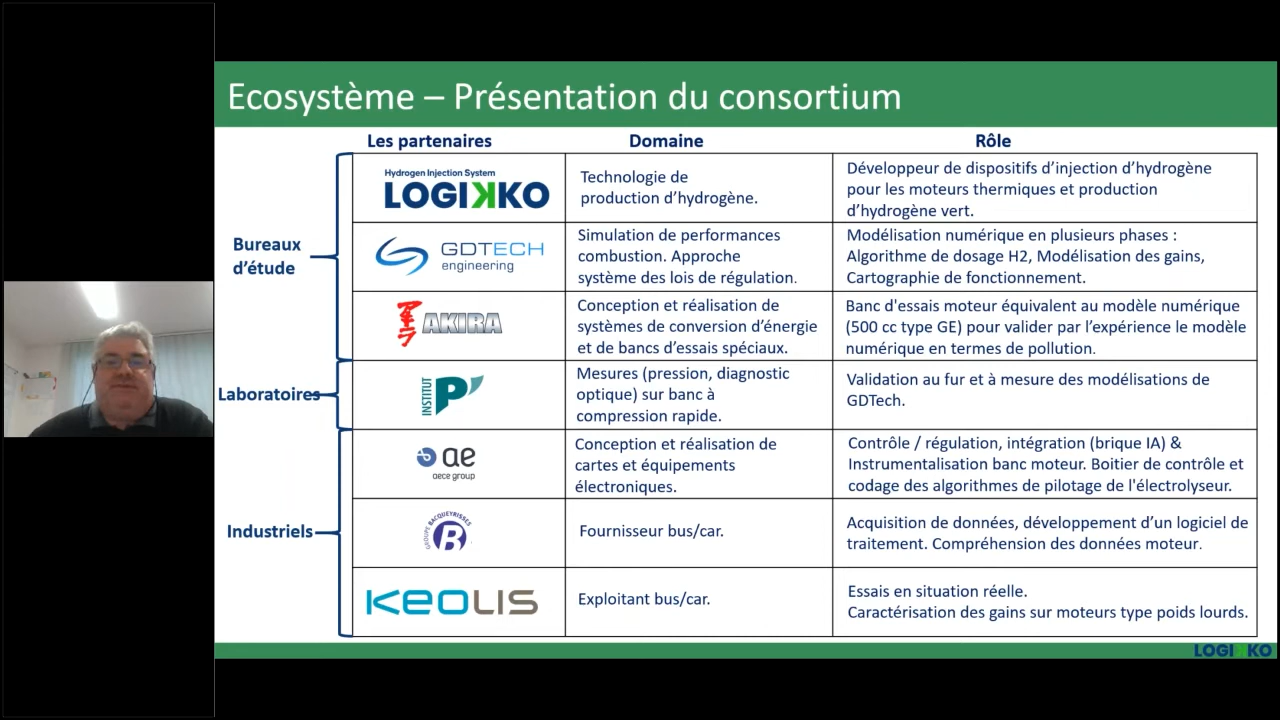 Ecosystème – Présentation du consortium
Les partenaires
Domaine
Rôle
Bureaux
d'étude
Hydrogen Injection System
LOGIKKO
Technologie de
production d'hydrogène.
Développeur de dispositifs d'injection d'hydrogène
pour les moteurs thermiques et production
d'hydrogène vert.
GDTECH
engineering
Simulation de performances
combustion. Approche
système des lois de régulation.
Modélisation numérique en plusieurs phases :
Algorithme de dosage H2, Modélisation des gains,
Cartographie de fonctionnement.
AKIRA
Conception et réalisation de
systèmes de conversion d'énergie
et de bancs d'essais spéciaux.
Banc d'essais moteur équivalent au modèle numérique
(500 cc type GE) pour valider par l'expérience le modèle
numérique en termes de pollution.
Laboratoires
INSTITUT
P'
Mesures (pression, diagnostic
optique) sur banc à
compression rapide.
Validation au fur et à mesure des modélisations de
GDTech.
Industriels
ae
aece group
Conception et réalisation de
cartes et équipements
électroniques.
Contrôle / régulation, intégration (brique IA) &
Instrumentalisation banc moteur. Boitier de contrôle et
codage des algorithmes de pilotage de l'électrolyseur.
GROUPE BACQUEYRISSES
B
Fournisseur bus/car.
Acquisition de données, développement d'un logiciel de
traitement. Compréhension des données moteur.
KEOLIS
Exploitant bus/car.
Essais en situation réelle.
Caractérisation des gains sur moteurs type poids lourds.
LOGIKKO